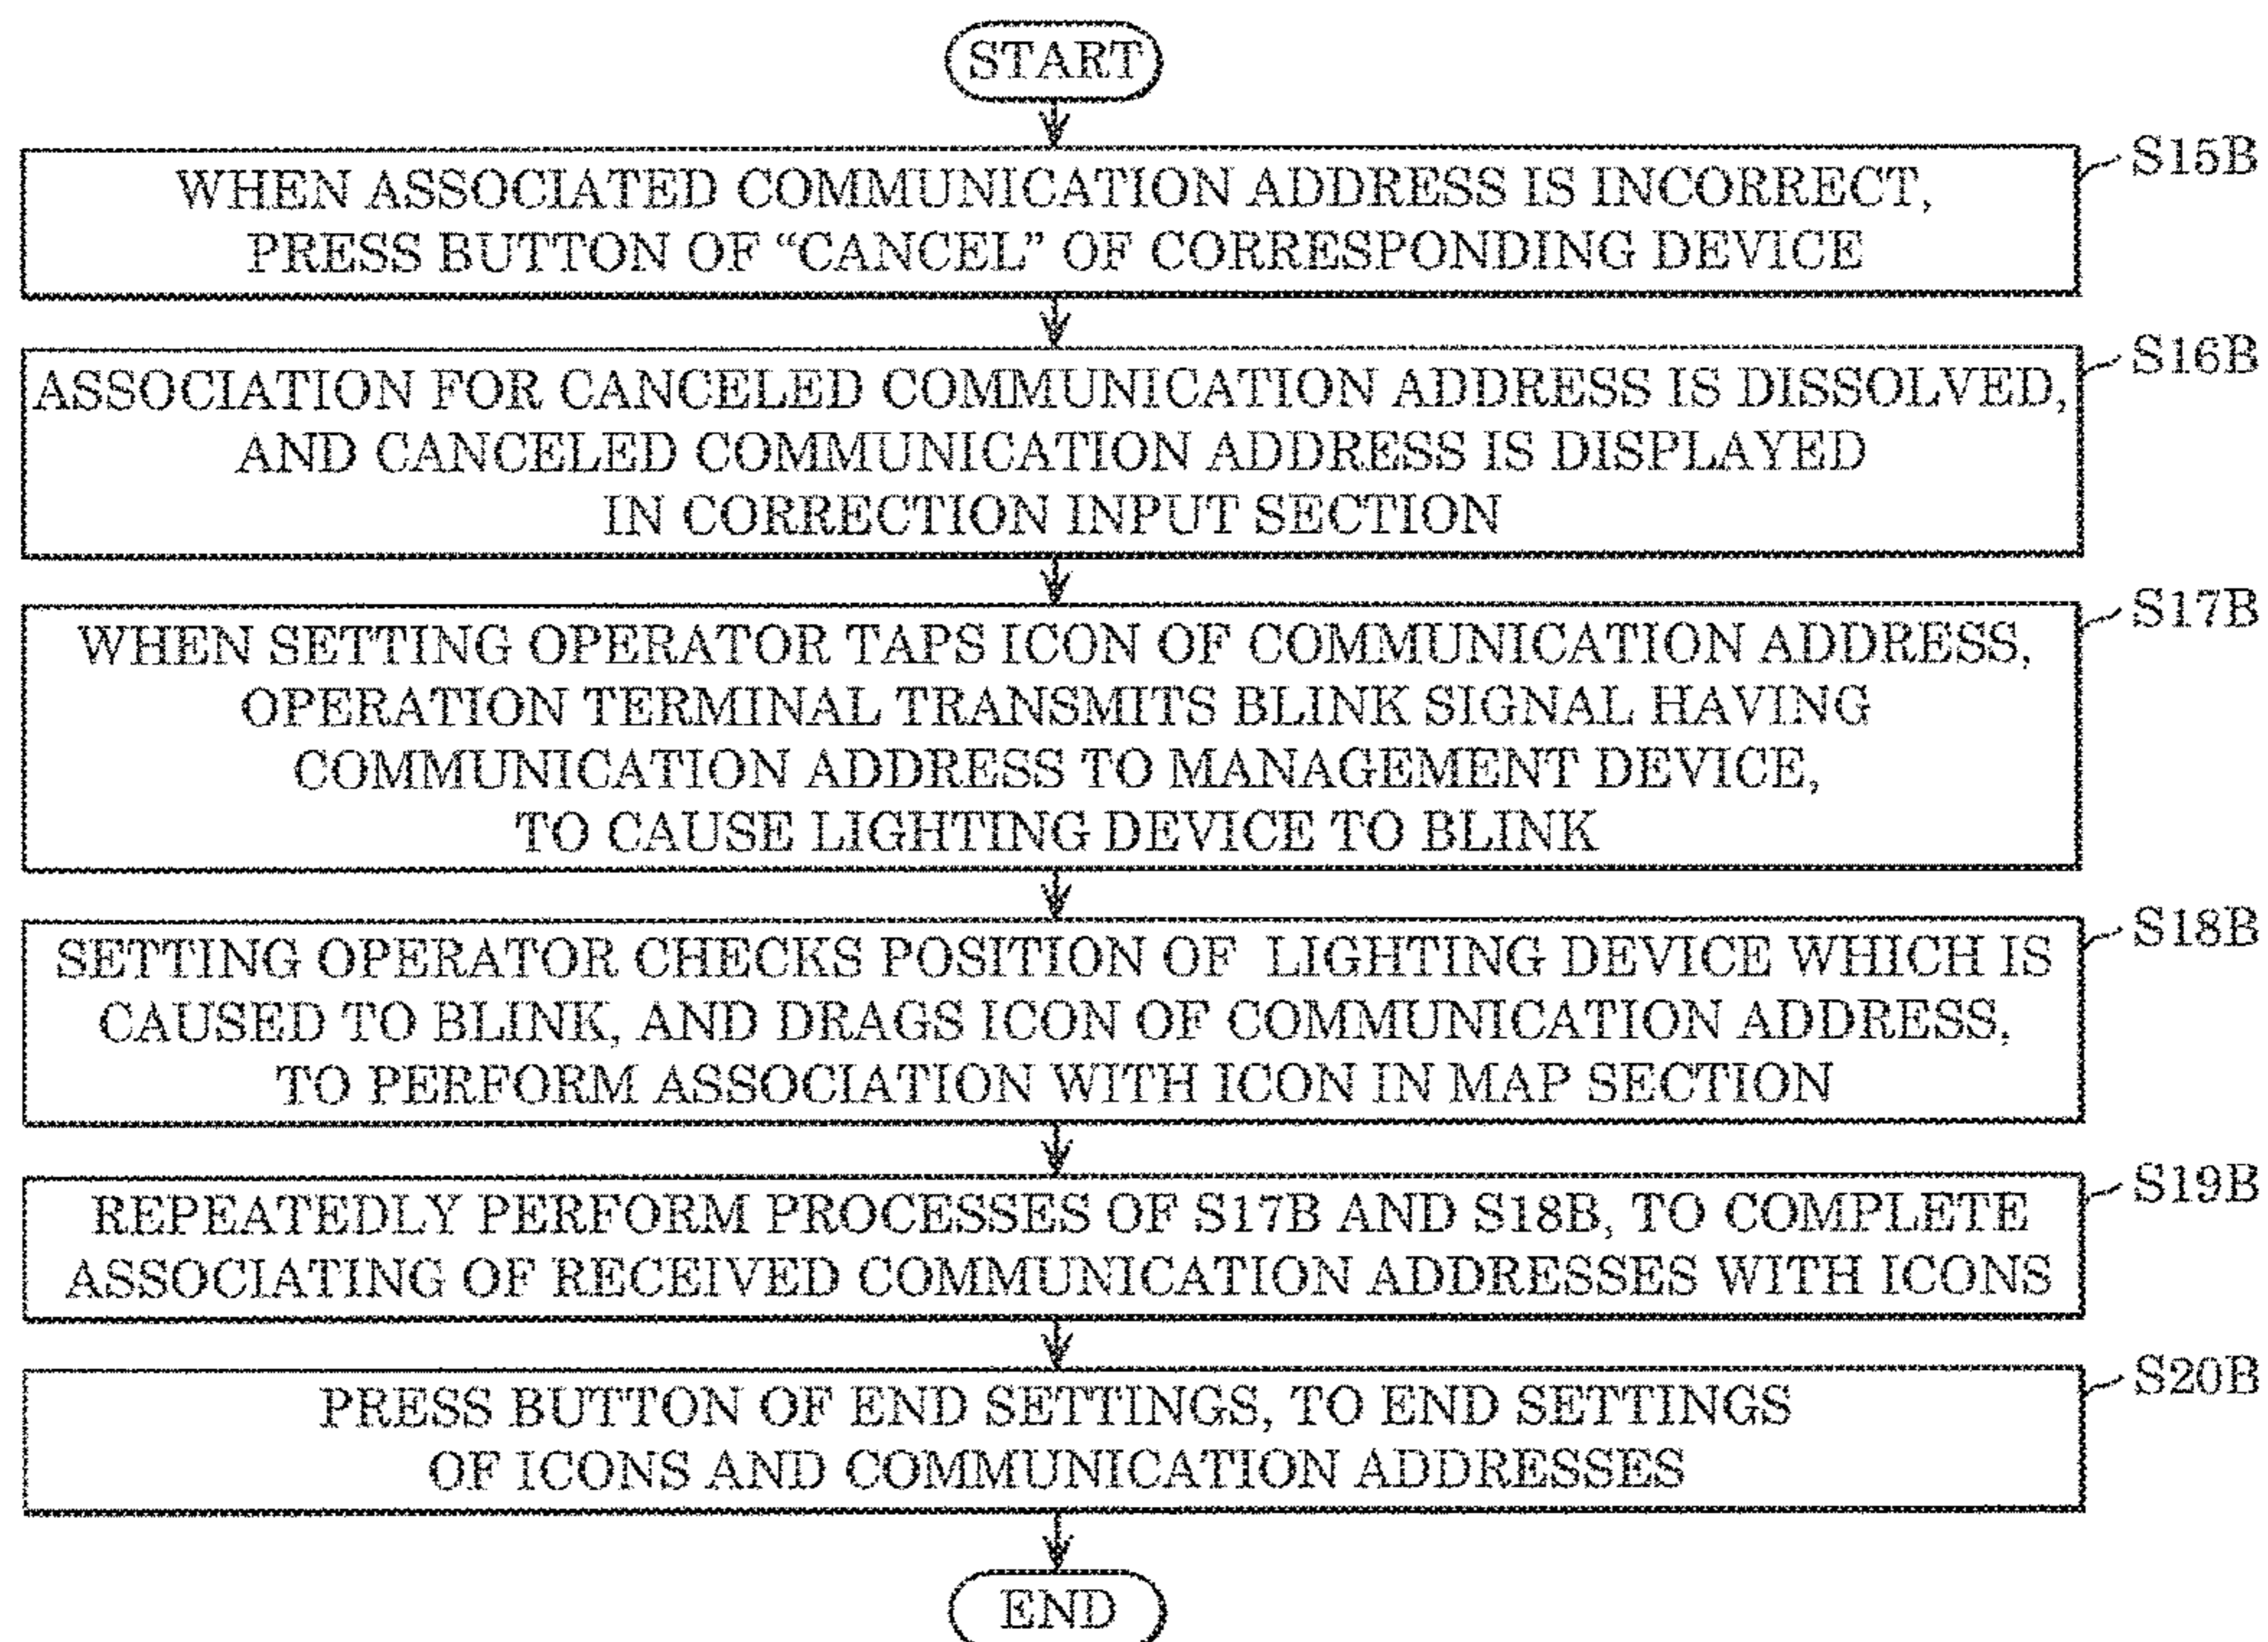 START
S15B
WHEN ASSOCIATED COMMUNICATION ADDRESS IS INCORRECT,
PRESS BUTTON OF “CANCEL” OF CORRESPONDING DEVICE
S16B
ASSOCIATION FOR CANCELED COMMUNICATION ADDRESS IS DISSOLVED,
AND CANCELED COMMUNICATION ADDRESS IS DISPLAYED
IN CORRECTION INPUT SECTION
S17B
WHEN SETTING OPERATOR TAPS ICON OF COMMUNICATION ADDRESS,
OPERATION TERMINAL TRANSMITS BLINK SIGNAL HAVING
COMMUNICATION ADDRESS TO MANAGEMENT DEVICE,
TO CAUSE LIGHTING DEVICE TO BLINK
S18B
SETTING OPERATOR CHECKS POSITION OF LIGHTING DEVICE WHICH IS
CAUSED TO BLINK, AND DRAGS ICON OF COMMUNICATION ADDRESS,
TO PERFORM ASSOCIATION WITH ICON IN MAP SECTION
S19B
REPEATEDLY PERFORM PROCESSES OF S17B AND S18B, TO COMPLETE
ASSOCIATING OF RECEIVED COMMUNICATION ADDRESSES WITH ICONS
S20B
PRESS BUTTON OF END SETTINGS, TO END SETTINGS
OF ICONS AND COMMUNICATION ADDRESSES
END